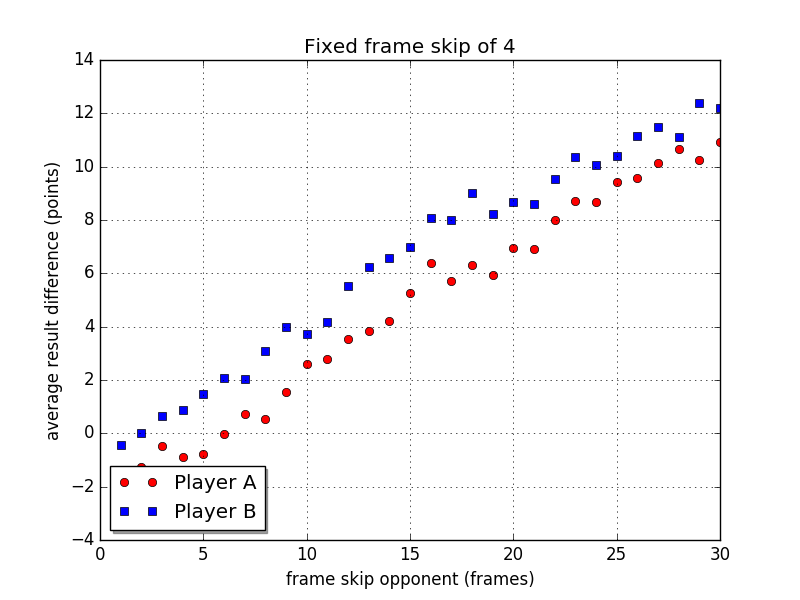 Fixed frame skip of 4
14
12
10
8
6
4
2
0
−2
−4
average result difference (points)
Player A
Player B
0 5 10 15 20 25 30
frame skip opponent (frames)